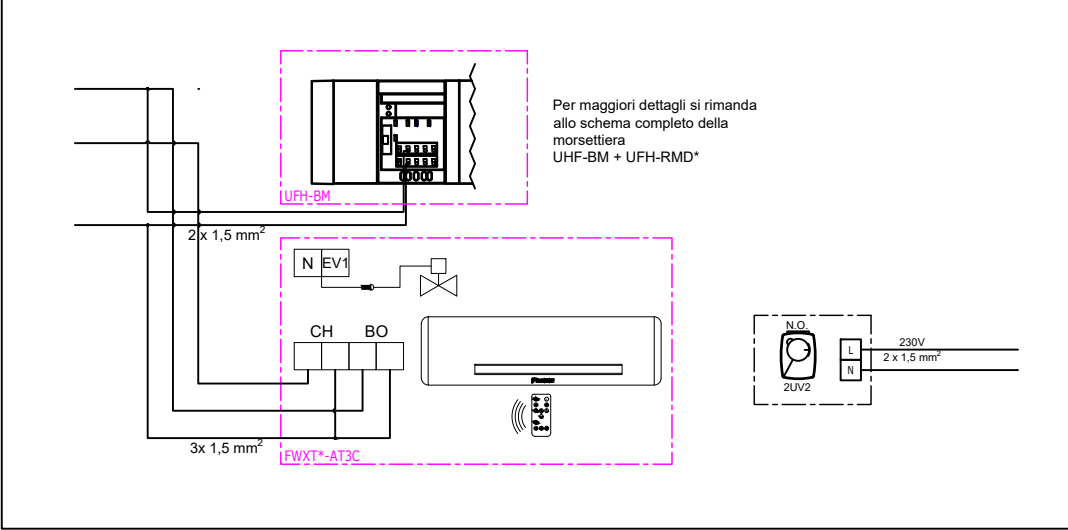 Per maggiori dettagli si rimanda
allo schema completo della
morsettiera
UHF-BM + UFH-RMD*
UFH-BM
2 x 1,5 mm²
N EV1
CH BO
3x 1,5 mm²
FWXT*-AT3C
N.O.
2UV2
L
N
230V
2 x 1,5 mm²